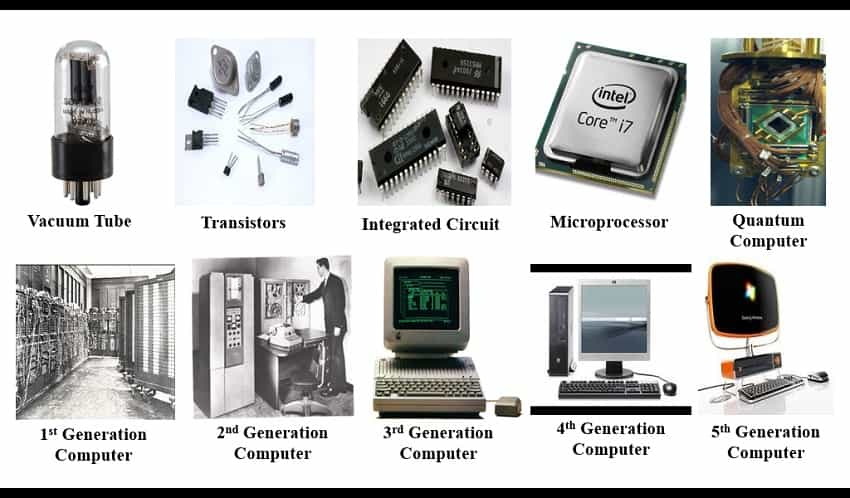 intel
Core™ i7
Vacuum Tube
Transistors
Integrated Circuit
Microprocessor
Quantum
Computer
1st Generation
Computer
2nd Generation
Computer
3rd Generation
Computer
4th Generation
Computer
5th Generation
Computer